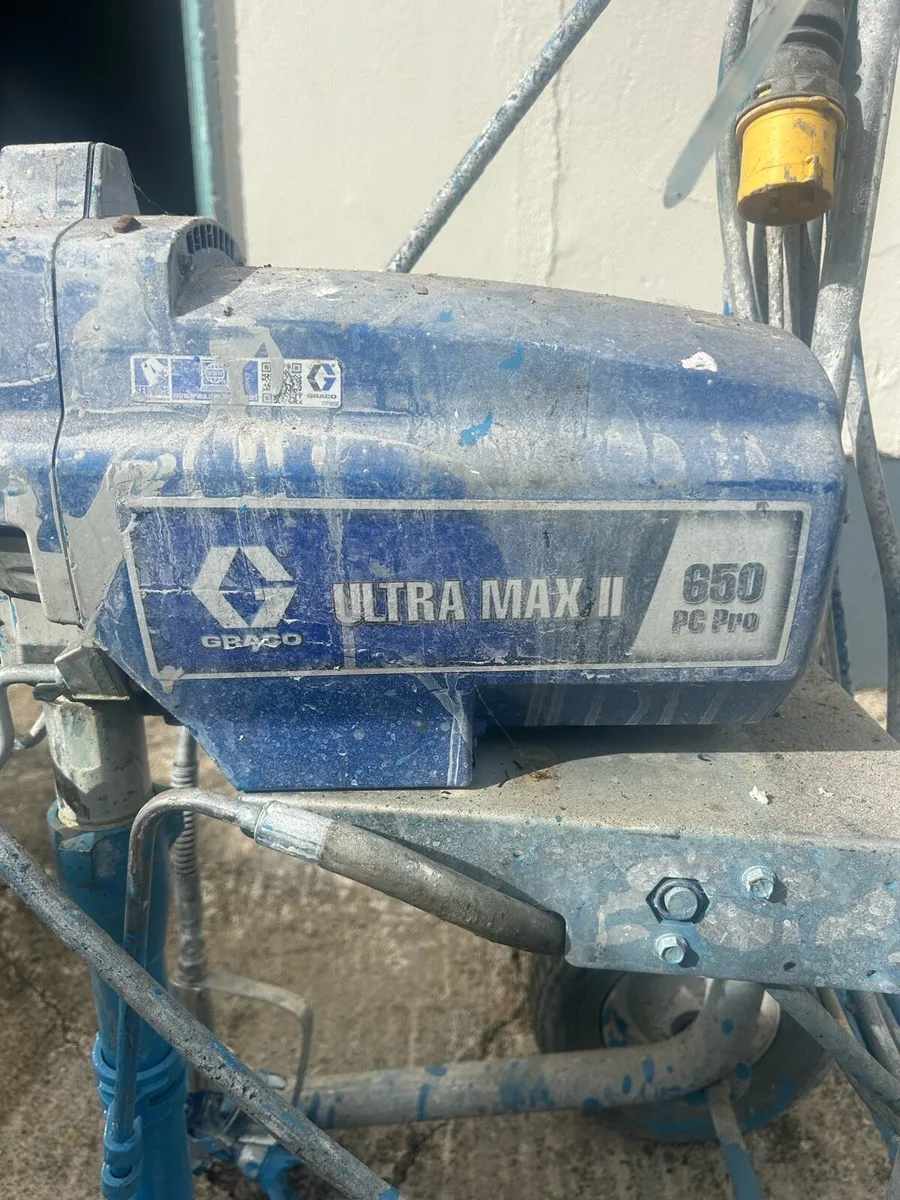 GRACO
GRACO
ULTRA MAX II
650
PC Pro